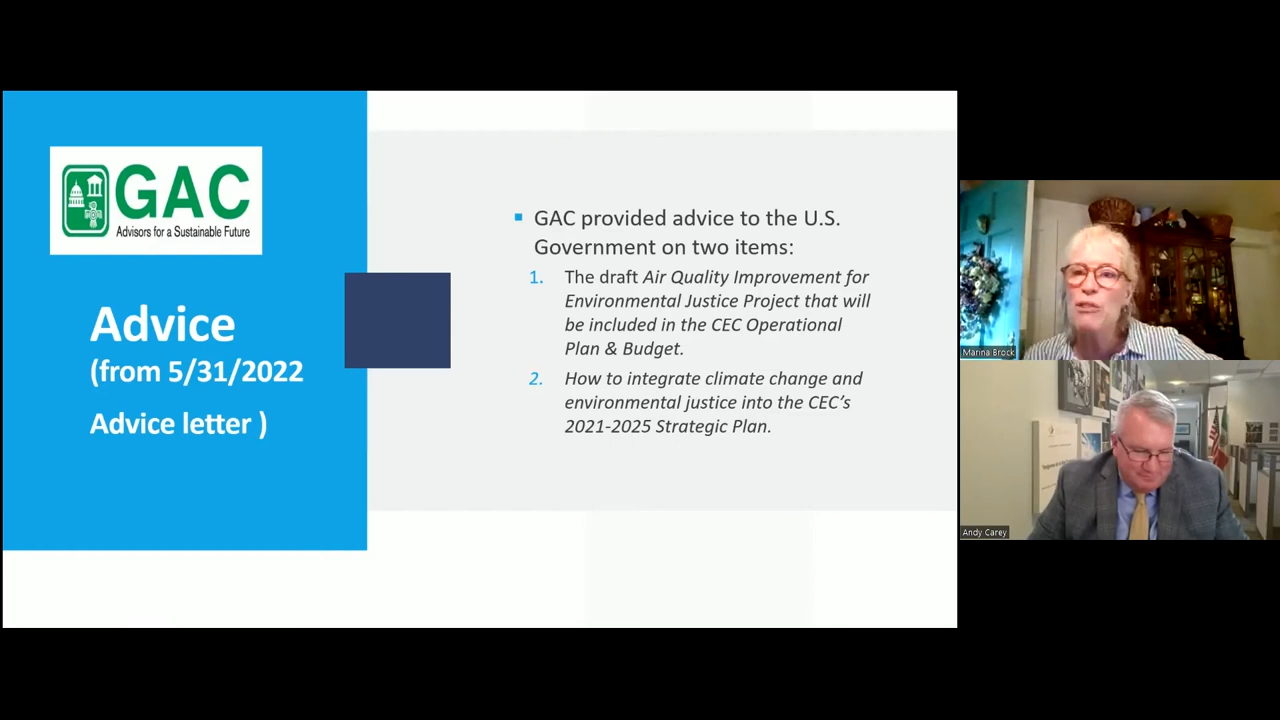 GAC
Advisors for a Sustainable Future
Advice
(from 5/31/2022
Advice letter )
GAC provided advice to the U.S.
Government on two items:
1. The draft Air Quality Improvement for
Environmental Justice Project that will
be included in the CEC Operational
Plan & Budget.
2. How to integrate climate change and
environmental justice into the CEC’s
2021-2025 Strategic Plan.
Marina Brock
Andy Carey